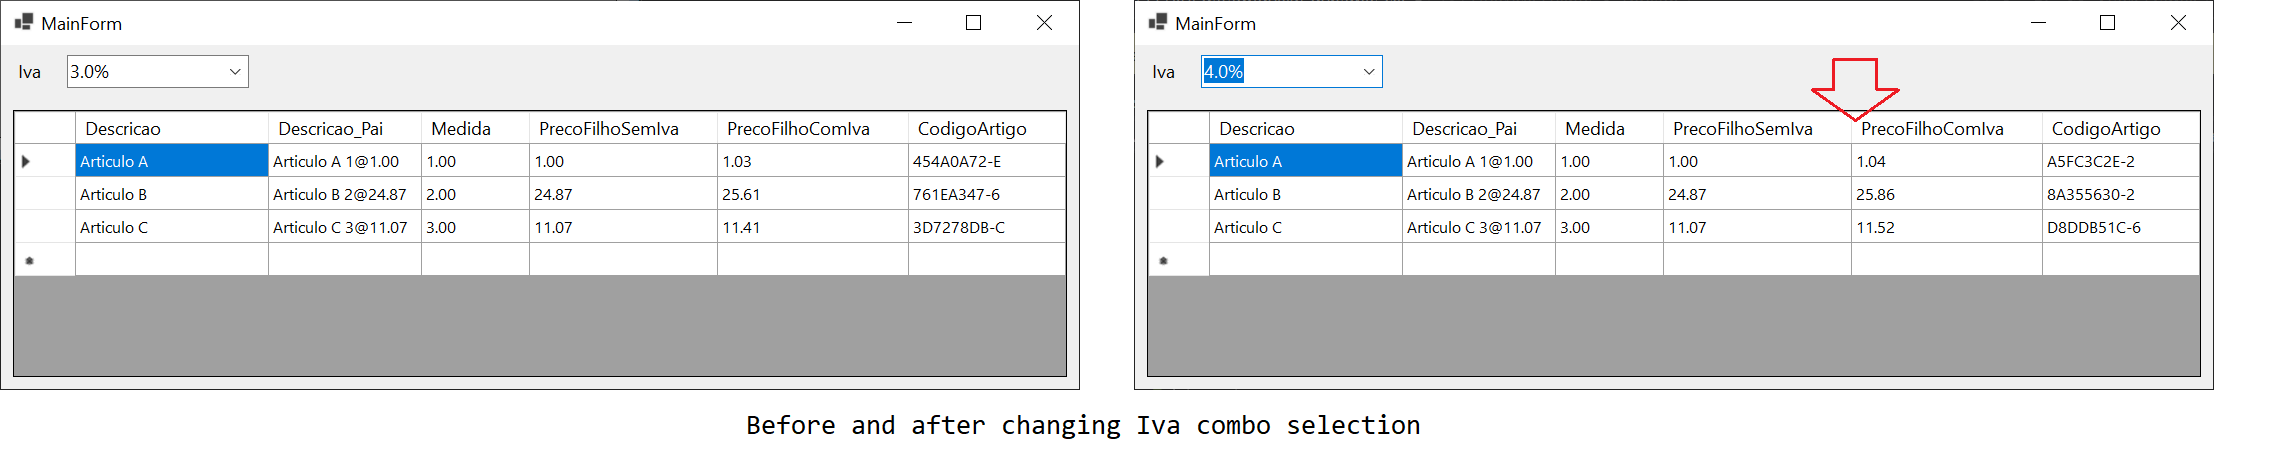 MainForm
Iva 3.0%
Descricao Descricao_Pai Medida PrecoFilhoSemIva PrecoFilhoComIva CodigoArtigo
Articulo A Articulo A 1@1.00 1.00 1.00 1.03 454A0A72-E
Articulo B Articulo B 2@24.87 2.00 24.87 25.61 761EA347-6
Articulo C Articulo C 3@11.07 3.00 11.07 11.41 3D7278DB-C
MainForm
Iva 4.0%
Descricao Descricao_Pai Medida PrecoFilhoSemIva PrecoFilhoComIva CodigoArtigo
Articulo A Articulo A 1@1.00 1.00 1.00 1.04 A5FC3C2E-2
Articulo B Articulo B 2@24.87 2.00 24.87 25.86 8A355630-2
Articulo C Articulo C 3@11.07 3.00 11.07 11.52 D8DDB51C-6
Before and after changing Iva combo selection